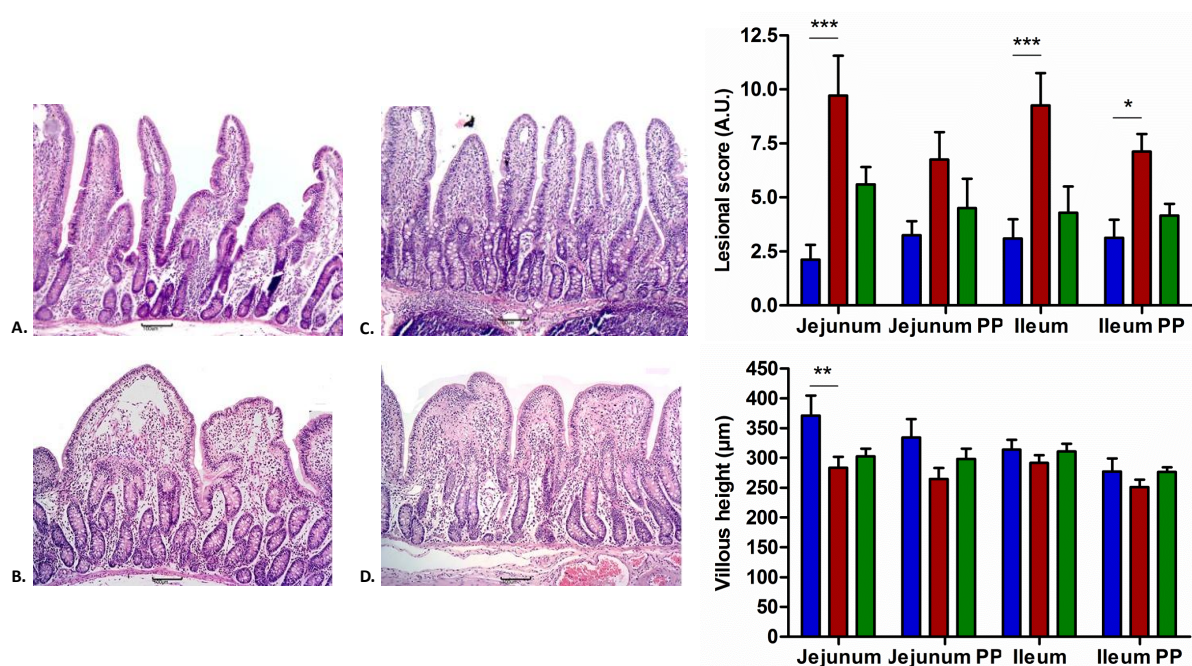 A.
100μm
C.
B.
D.
***
***
*
Lesional score (A.U.)
12.5
10.0
7.5
5.0
2.5
0.0
Jejunum Jejunum PP Ileum Ileum PP
**
Villous height (μm)
450
400
350
300
250
200
150
100
50
0
Jejunum Jejunum PP Ileum Ileum PP